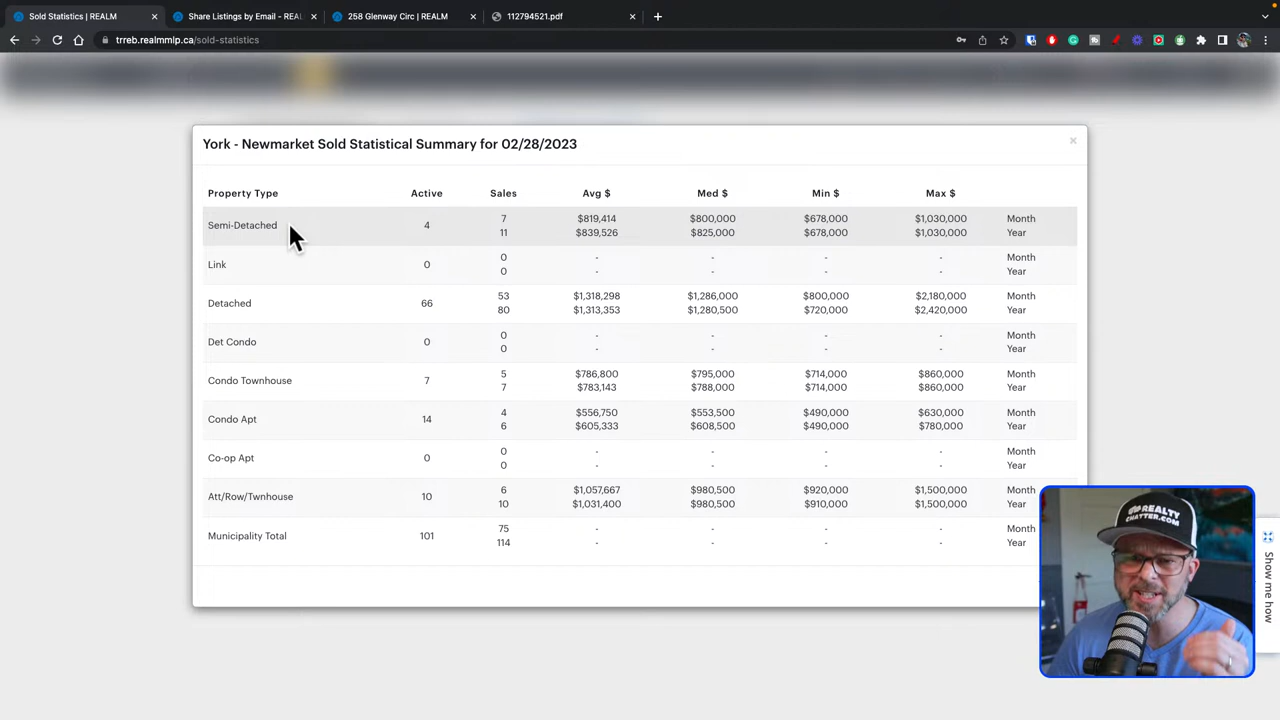 Sold Statistics | REALM
Share Listings by Email - REAL
258 Glenway Circ | REALM
112794521.pdf
trreb.realmmlp.ca/sold-statistics
York - Newmarket Sold Statistical Summary for 02/28/2023
Property Type Active Sales Avg $ Med $ Min $ Max $
Semi-Detached 4 7 $819,414 $800,000 $678,000 $1,030,000 Month
11 $839,526 $825,000 $678,000 $1,030,000 Year
Link 0 0 - - - - Month
0 - - - - Year
Detached 66 53 $1,318,298 $1,286,000 $800,000 $2,180,000 Month
80 $1,313,353 $1,280,500 $720,000 $2,420,000 Year
Det Condo 0 0 - - - - Month
0 - - - - Year
Condo Townhouse 7 5 $786,800 $795,000 $714,000 $860,000 Month
7 $783,143 $788,000 $714,000 $860,000 Year
Condo Apt 14 4 $556,750 $553,500 $490,000 $630,000 Month
6 $605,333 $608,500 $490,000 $780,000 Year
Co-op Apt 0 0 - - - - Month
0 - - - - Year
Att/Row/Twnhouse 10 6 $1,057,667 $980,500 $920,000 $1,500,000 Month
10 $1,031,400 $980,500 $910,000 $1,500,000 Year
Municipality Total 101 75 - - - - Month
114 - - - - Year
REALTY
CHATTER.COM
Show me how